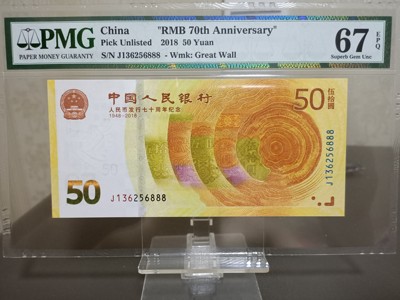 PMG
PAPER MONEY GUARANTY
China "RMB 70th Anniversary"
Pick Unlisted 2018 50 Yuan
S/N J136256888 - Wmk: Great Wall
67 EPQ
Superb Gem Unc
中国人民银行
人民币发行七十周年纪念
1948-2018
50 伍拾圆
J136256888
50 J136256888